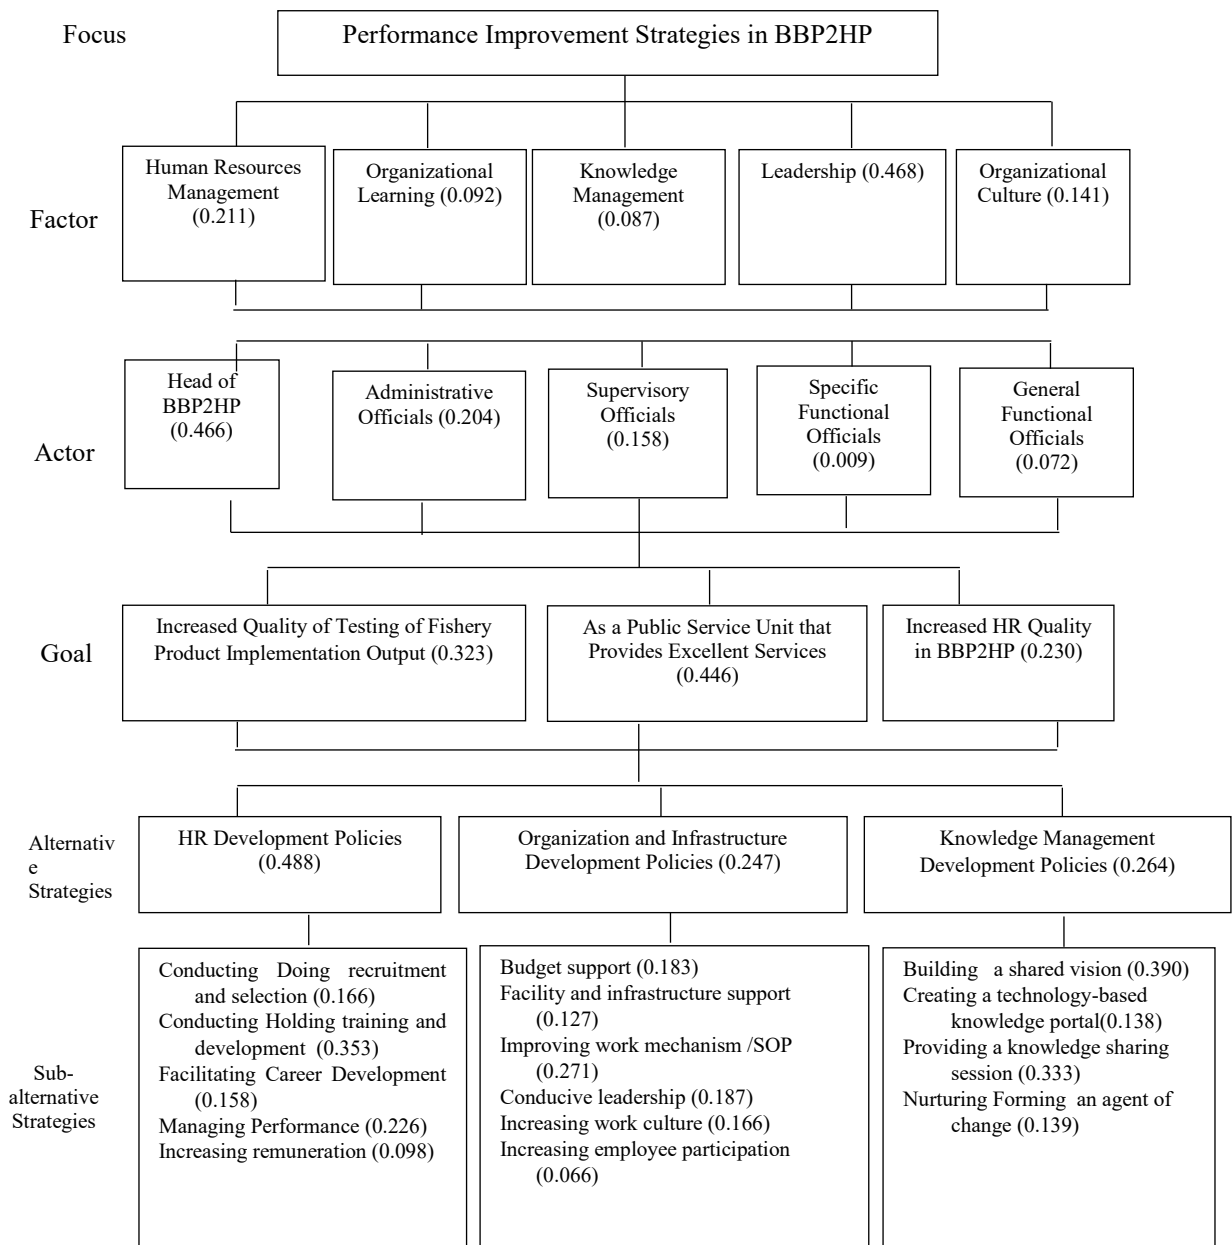 Focus
Performance Improvement Strategies in BBP2HP
Factor
Human Resources
Management
(0.211)
Organizational
Learning (0.092)
Knowledge
Management
(0.087)
Leadership (0.468)
Organizational
Culture (0.141)
Actor
Head of
BBP2HP
(0.466)
Administrative
Officials (0.204)
Supervisory
Officials
(0.158)
Specific
Functional
Officials
(0.009)
General
Functional
Officials
(0.072)
Goal
Increased Quality of Testing of Fishery
Product Implementation Output (0.323)
As a Public Service Unit that
Provides Excellent Services
(0.446)
Increased HR Quality
in BBP2HP (0.230)
Alternativ
e
Strategies
HR Development Policies
(0.488)
Organization and Infrastructure
Development Policies (0.247)
Knowledge Management
Development Policies (0.264)
Sub-
alternative
Strategies
Conducting Doing recruitment
and selection (0.166)
Conducting Holding training and
development (0.353)
Facilitating Career Development
(0.158)
Managing Performance (0.226)
Increasing remuneration (0.098)
Budget support (0.183)
Facility and infrastructure support
(0.127)
Improving work mechanism /SOP
(0.271)
Conducive leadership (0.187)
Increasing work culture (0.166)
Increasing employee participation
(0.066)
Building a shared vision (0.390)
Creating a technology-based
knowledge portal(0.138)
Providing a knowledge sharing
session (0.333)
Nurturing Forming an agent of
change (0.139)